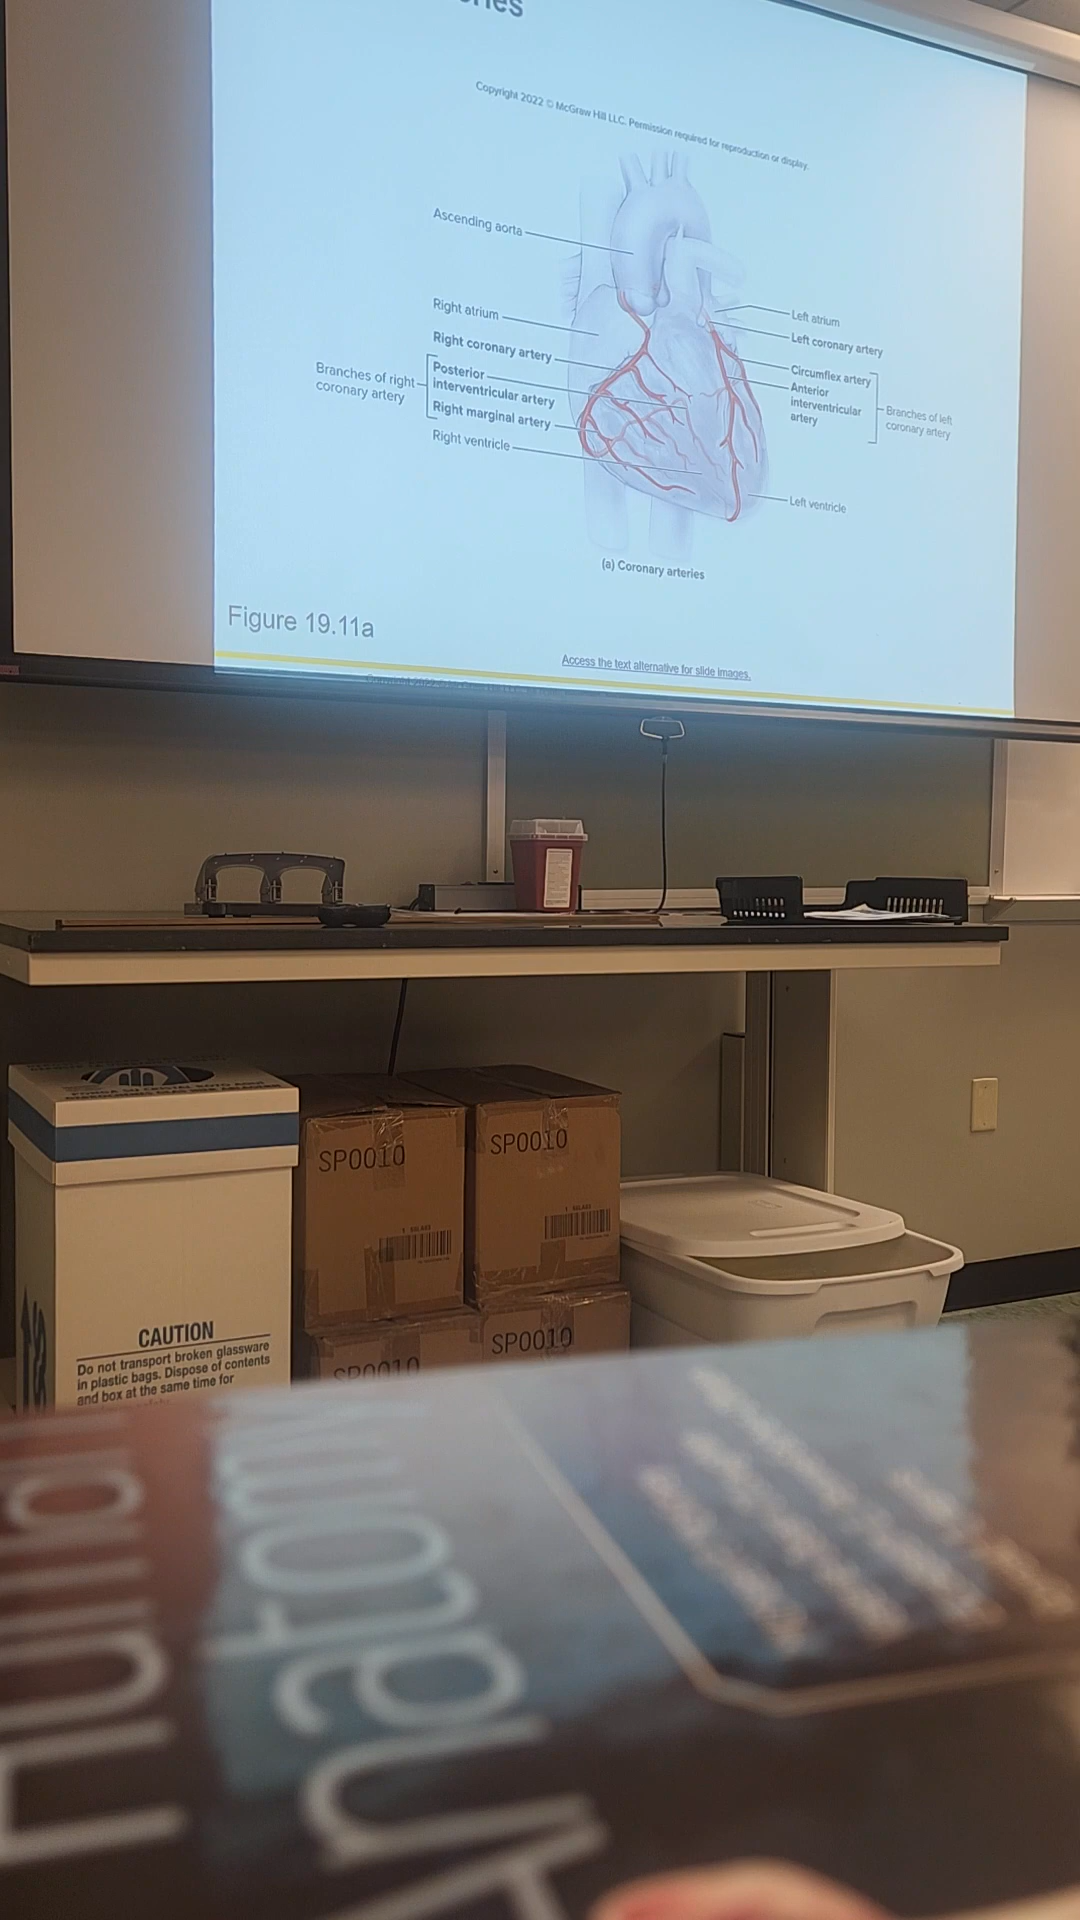 Copyright 2022 © McGraw Hill LLC. Permission required for reproduction or display.
Ascending aorta
Right atrium
Right coronary artery
Branches of right
coronary artery
Posterior
interventricular artery
Right marginal artery
Right ventricle
Left atrium
Left coronary artery
Circumflex artery
Anterior
interventricular
artery
Branches of left
coronary artery
Left ventricle
(a) Coronary arteries
Figure 19.11a
Access the text alternative for slide images.
SP0010
SP0010
SP0010
SP0010
CAUTION
Do not transport broken glassware
in plastic bags. Dispose of contents
and box at the same time for
Human
Anatomy